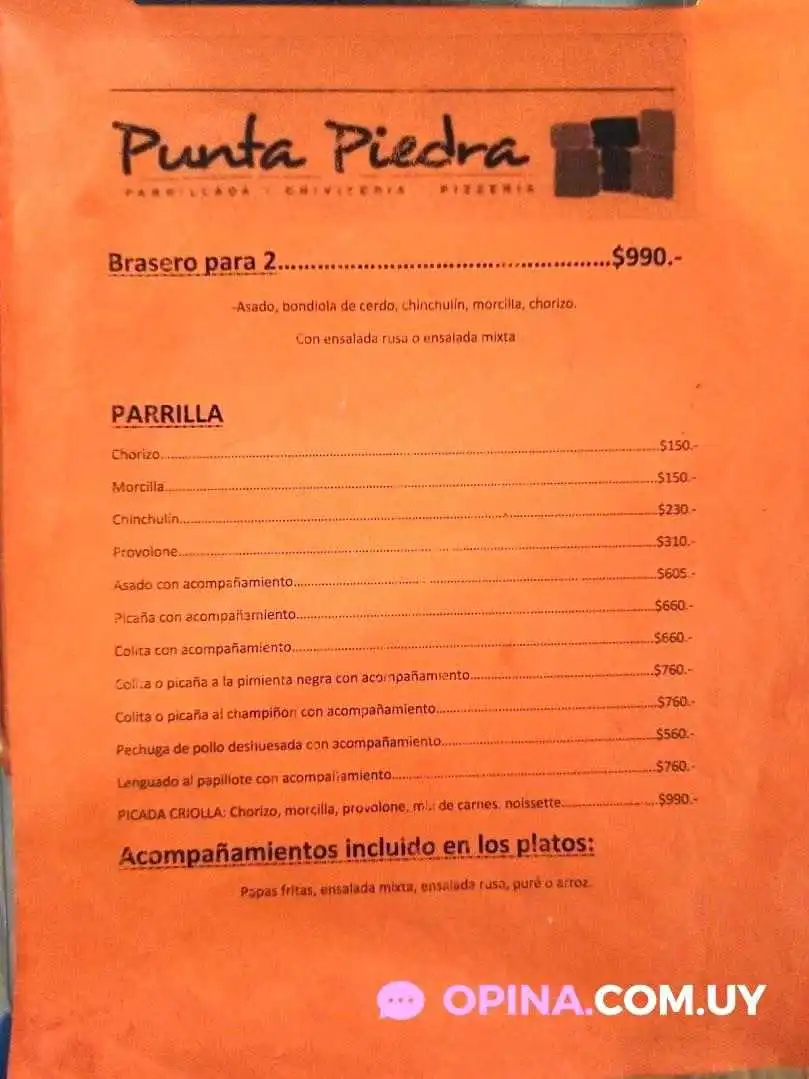 Punta Piedra
PARRILLADA CHIVITERIA PIZZERIA
Brasero para 2................................................$990.-
-Asado, bondiola de cerdo, chinchulín, morcilla, chorizo.
Con ensalada rusa o ensalada mixta
PARRILLA
Chorizo................................................$150.-
Morcilla................................................$150.-
Chinchulín................................................$230.-
Provolone................................................$310.-
Asado con acompañamiento................................................$605.-
Picaña con acompañamiento................................................$660.-
Colita con acompañamiento................................................$660.-
Colita o picaña a la pimienta negra con acompañamiento................................$760.-
Colita o picaña al champiñon con acompañamiento................................$760.-
Pechuga de pollo deshuesada con acompañamiento................................$560.-
Lenguado al papillote con acompañamiento................................$760.-
PICADA CRIOLLA: Chorizo, morcilla, provolone, mix de carnes, noissette................$990.-
Acompañamientos incluido en los platos:
Papas fritas, ensalada mixta, ensalada rusa, puré o arroz.
OPINA.COM.UY